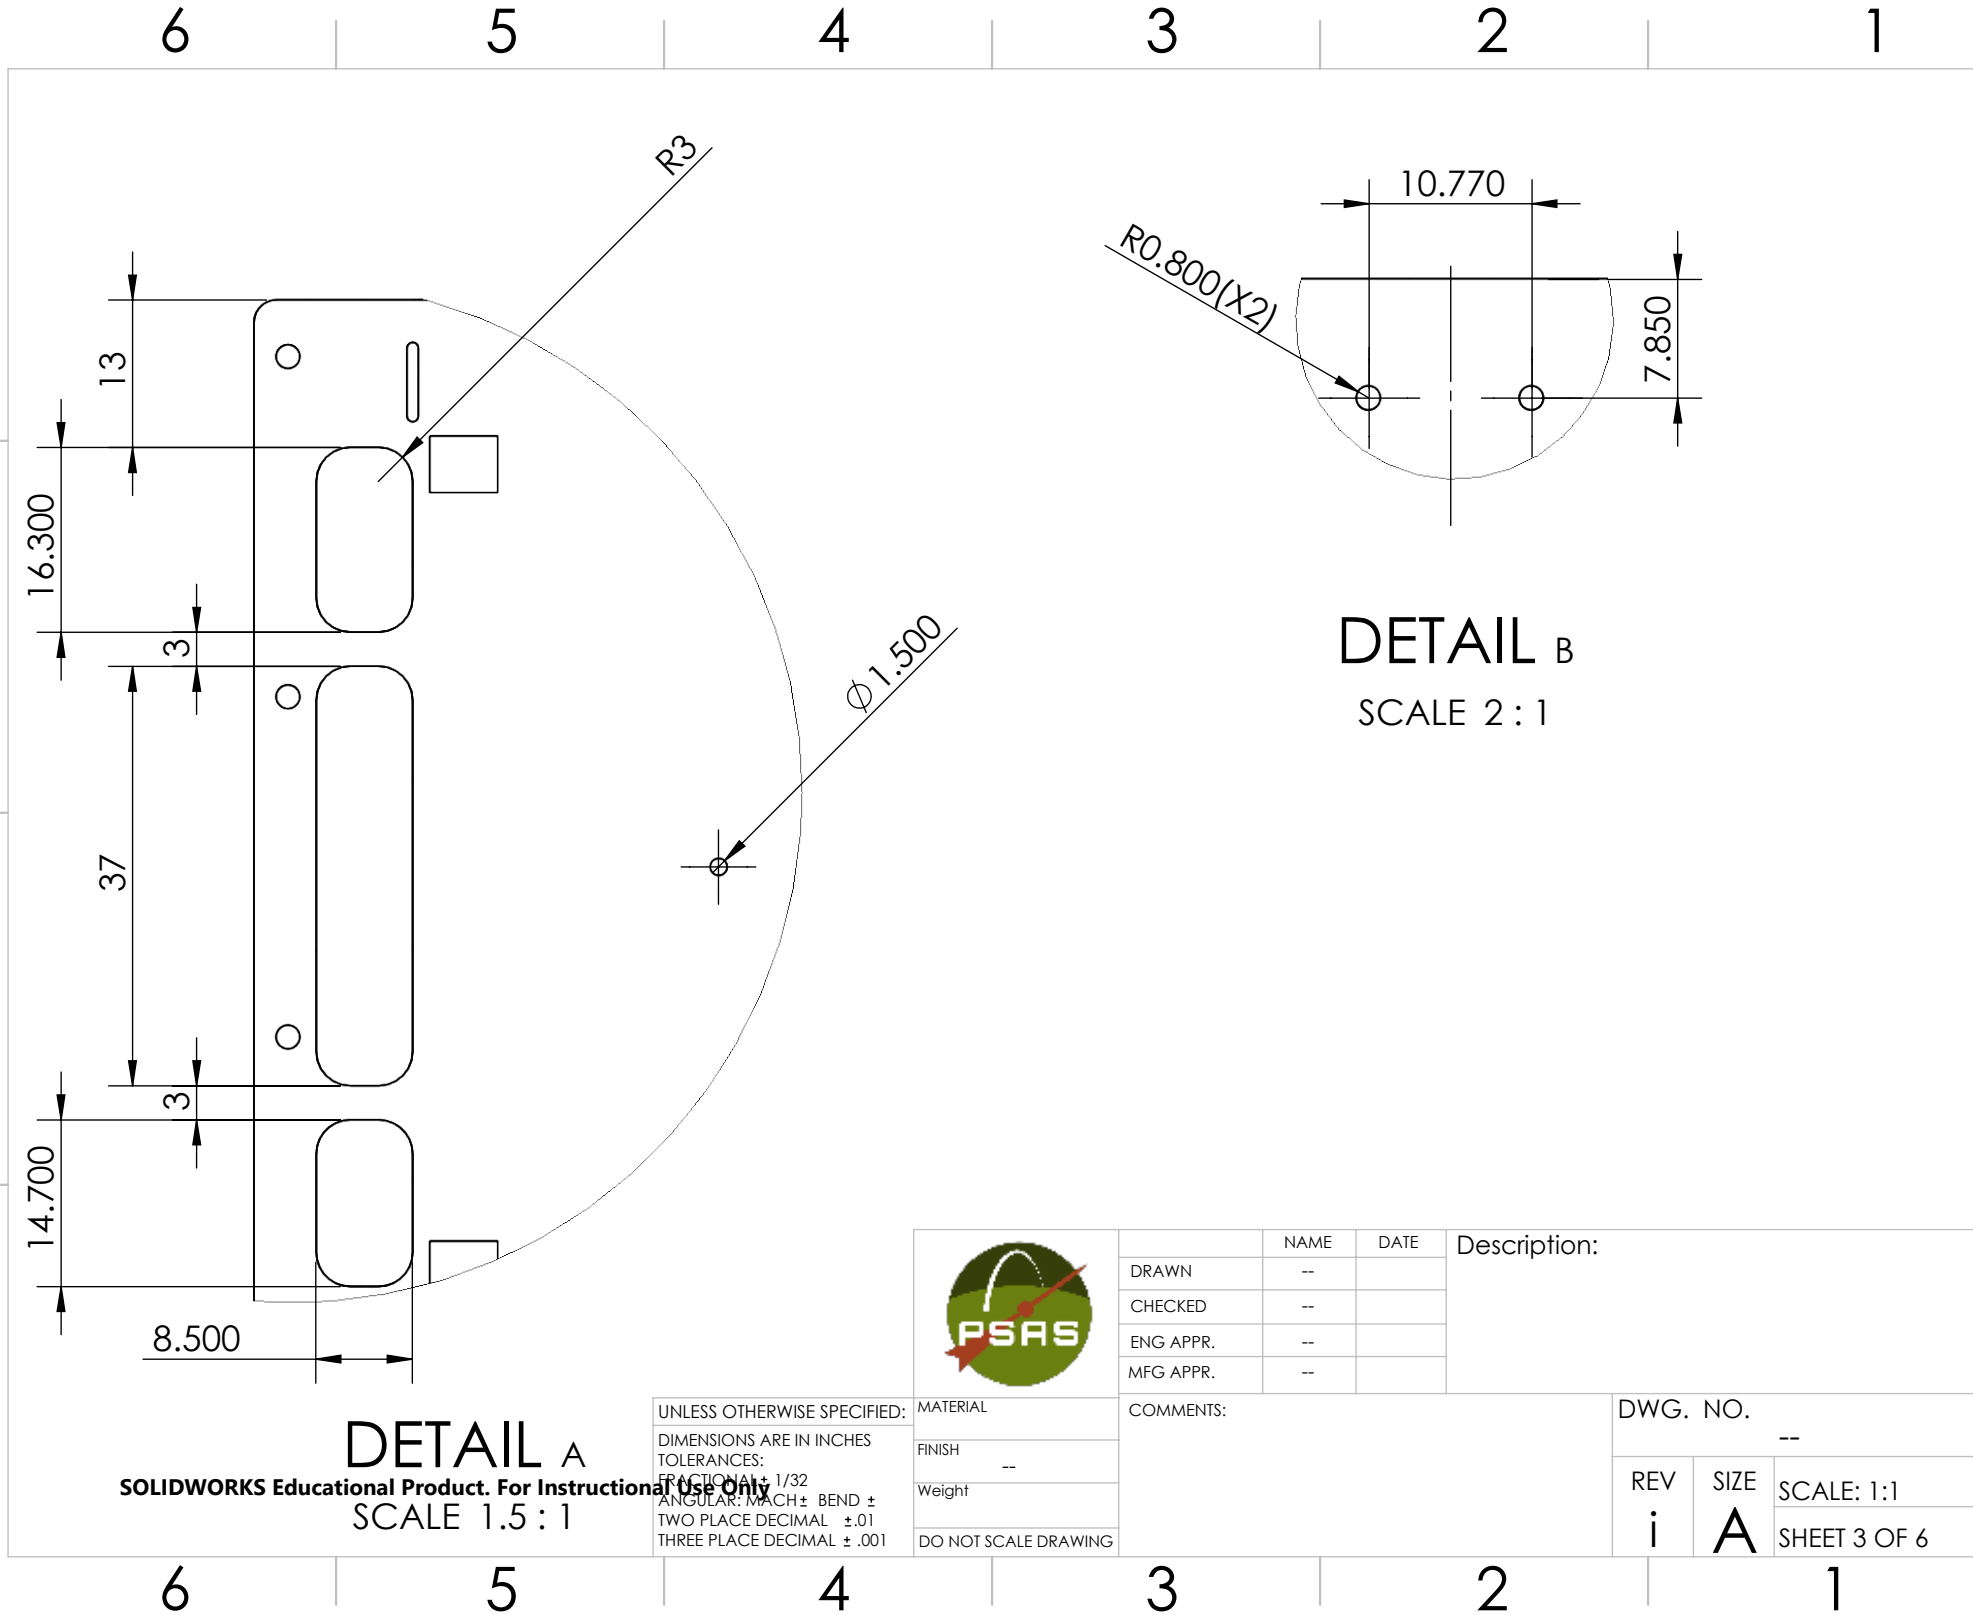 6 5 4 3 2 1
R3
13
16.300
3
37
3
14.700
8.500
Ø1.500
DETAIL A
SCALE 1.5 : 1
10.770
R0.800(X2)
7.850
DETAIL B
SCALE 2 : 1
SOLIDWORKS Educational Product. For Instructional Use Only
UNLESS OTHERWISE SPECIFIED:
DIMENSIONS ARE IN INCHES
TOLERANCES:
FRACTIONAL ± 1/32
ANGULAR: MACH± BEND ±
TWO PLACE DECIMAL ±.01
THREE PLACE DECIMAL ± .001
PSAS
MATERIAL
FINISH
--
Weight
DO NOT SCALE DRAWING
NAME DATE
DRAWN --
CHECKED --
ENG APPR. --
MFG APPR. --
Description:
COMMENTS:
DWG. NO.
--
REV
i
SIZE
A
SCALE: 1:1
SHEET 3 OF 6
6 5 4 3 2 1